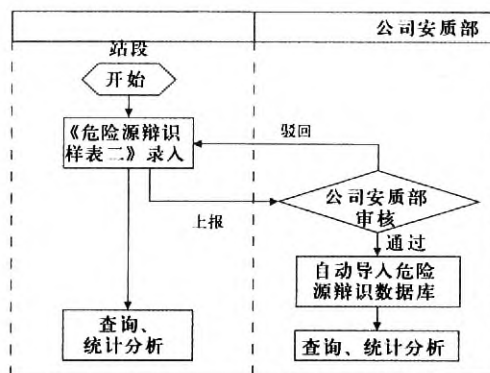 公司安质部
站段
开始
《危险源辩识
样表二》录入
驳回
上报
公司安质部
审核
通过
自动导入危险
源辩识数据库
查询、
统计分析
查询、统计分析